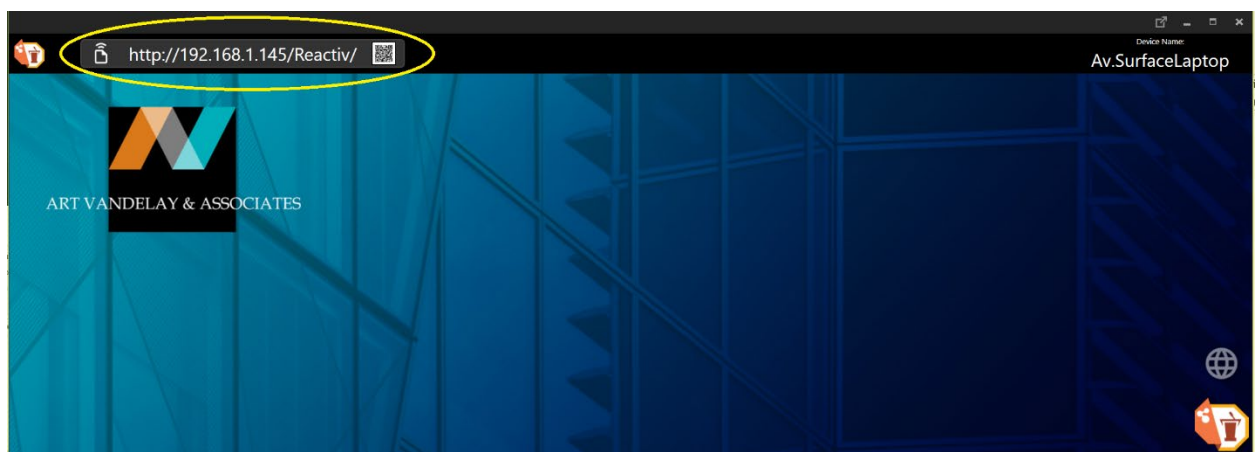 Device Name:
http://192.168.1.145/Reactiv/
Av.SurfaceLaptop
ART VANDELAY & ASSOCIATES